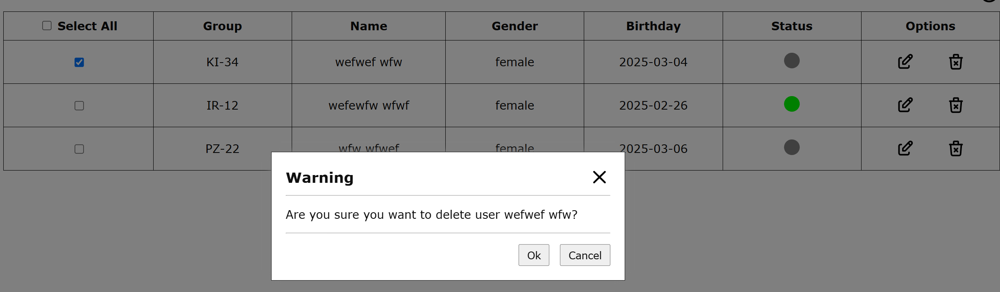 Select All Group Name Gender Birthday Status Options
KI-34 wefwef wfw female 2025-03-04
IR-12 wefewfw wfwf female 2025-02-26
PZ-22 wfw wfwef female 2025-03-06
Warning
Are you sure you want to delete user wefwef wfw?
Ok Cancel